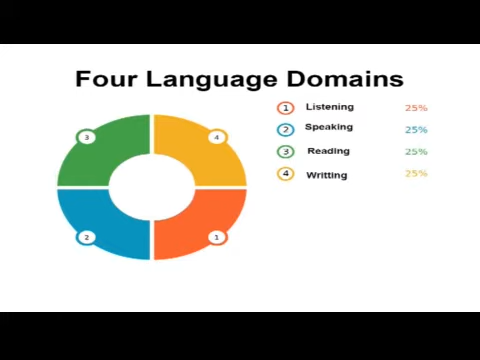 Four Language Domains
1 Listening 25%
2 Speaking 25%
3 Reading 25%
4 Writting 25%
3 4
2 1